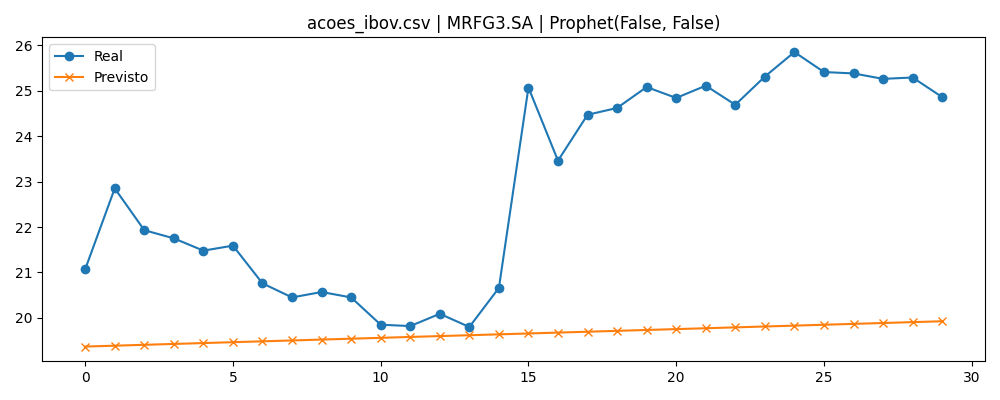 acoes_ibov.csv | MRFG3.SA | Prophet(False, False)
Real
Previsto
26
25
24
23
22
21
20
0 5 10 15 20 25 30